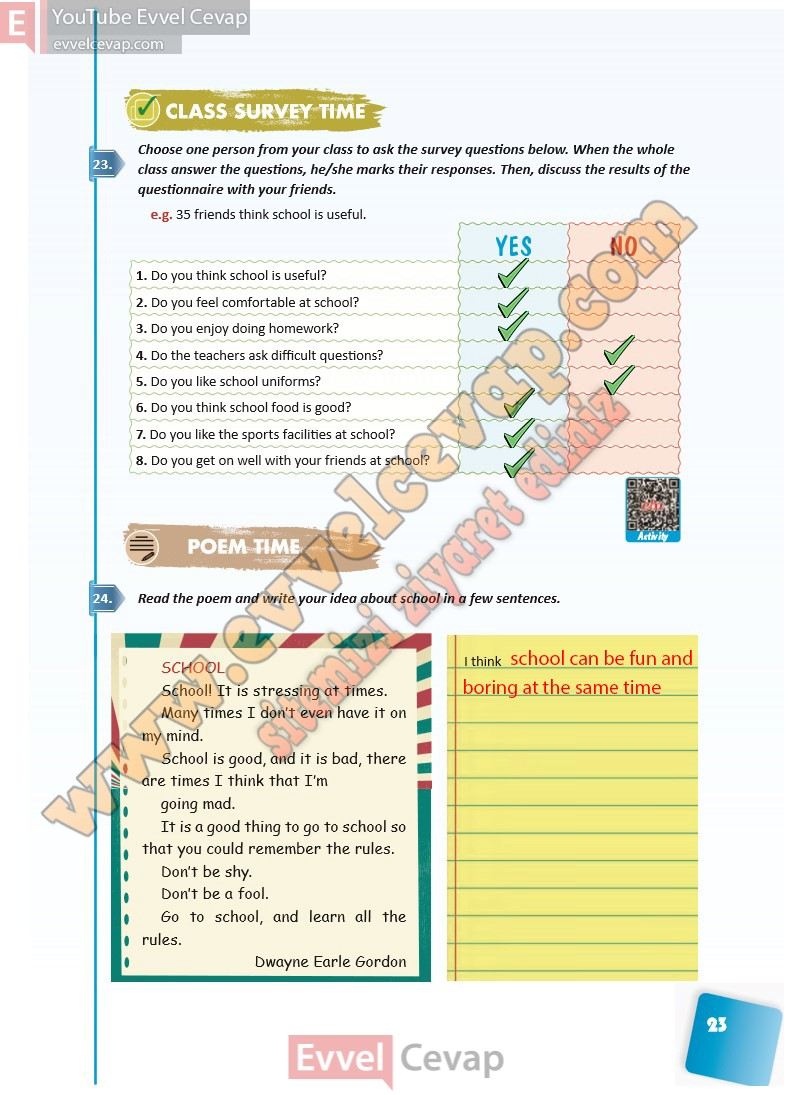 E
YouTube Evvel Cevap
evvelcevap.com
CLASS SURVEY TIME
23.
Choose one person from your class to ask the survey questions below. When the whole
class answer the questions, he/she marks their responses. Then, discuss the results of the
questionnaire with your friends.
e.g. 35 friends think school is useful.
YES NO
1. Do you think school is useful?
2. Do you feel comfortable at school?
3. Do you enjoy doing homework?
4. Do the teachers ask difficult questions?
5. Do you like school uniforms?
6. Do you think school food is good?
7. Do you like the sports facilities at school?
8. Do you get on well with your friends at school?
www.evvelcevap.com
sitemizi ziyaret ediniz
Activity
POEM TIME
24.
Read the poem and write your idea about school in a few sentences.
SCHOOL
School! It is stressing at times.
Many times I don't even have it on
my mind.
School is good, and it is bad, there
are times I think that I'm
going mad.
It is a good thing to go to school so
that you could remember the rules.
Don't be shy.
Don't be a fool.
Go to school, and learn all the
rules.
Dwayne Earle Gordon
I think school can be fun and
boring at the same time
23
Evvel Cevap